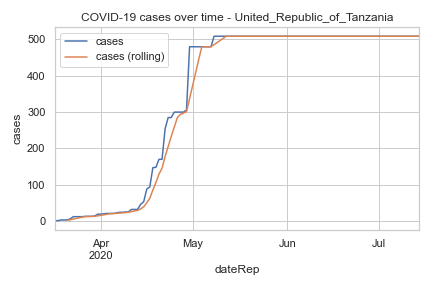 COVID-19 cases over time - United_Republic_of_Tanzania
cases
cases (rolling)
500
400
300
200
100
0
cases
Apr
2020
May
Jun
Jul
dateRep